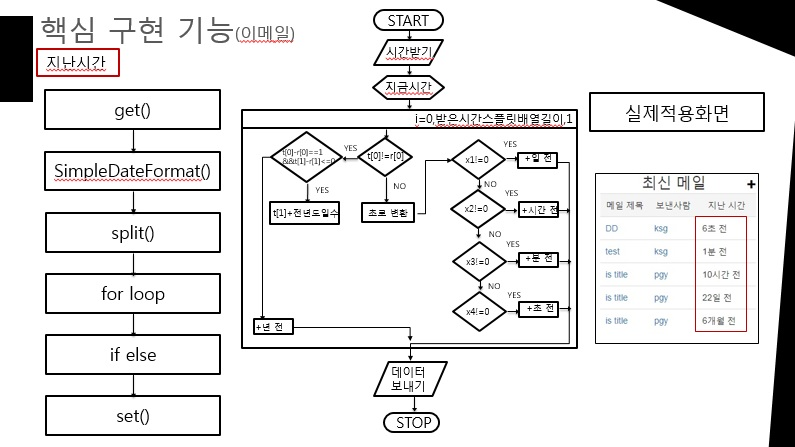 핵심 구현 기능(이메일)
지난시간
get()
SimpleDateFormat()
split()
for loop
if else
set()
START
시간받기
지금시간
i=0,받은시간스플릿배열길이,1
t[0]-r[0]==1
&&t[1]-r[1]<=0
YES
t[0]!=r[0]
YES
t[1]+전년도일수
NO
초로 변환
x1!=0
YES
+일 전
NO
x2!=0
YES
+시간 전
NO
x3!=0
YES
+분 전
NO
x4!=0
YES
+초 전
+년 전
데이터
보내기
STOP
실제적용화면
최신 메일 +
메일 제목 보낸사람 지난 시간
DD ksg 6초 전
test ksg 1분 전
is title pgy 10시간 전
is title pgy 22일 전
is title pgy 6개월 전